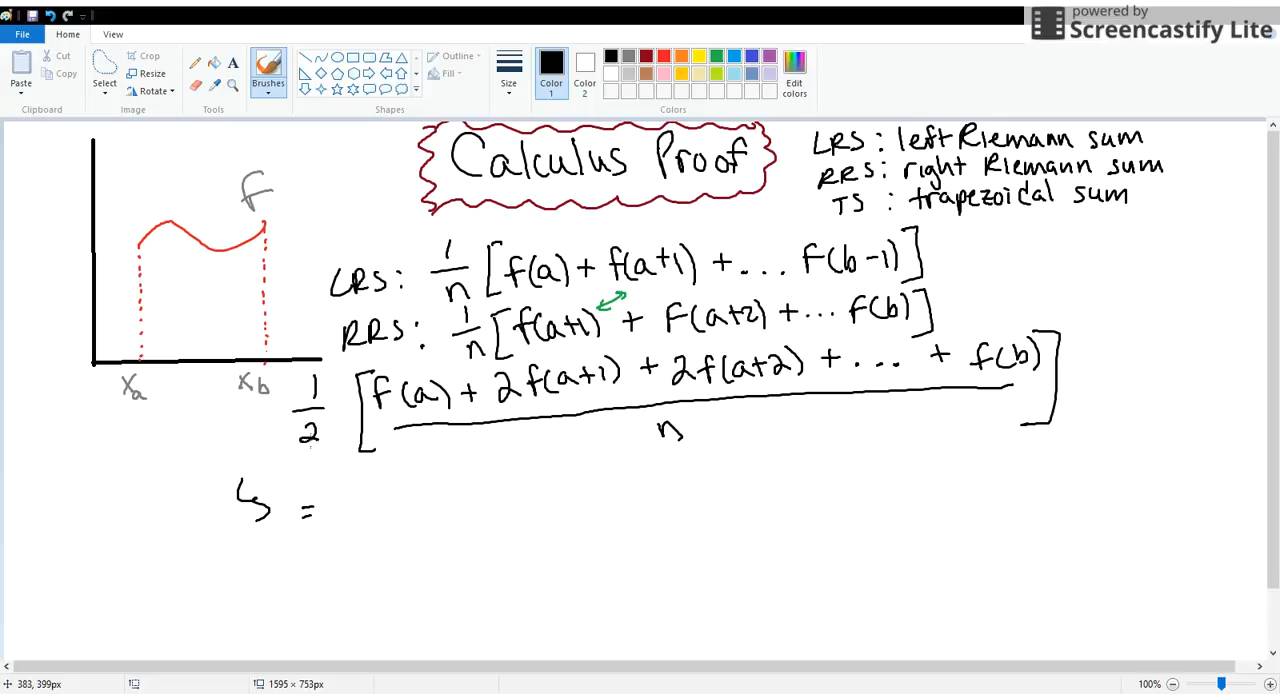 powered by
Screencastify Lite
File Home View
Cut
Copy
Paste
Clipboard
Select
Crop
Resize
Rotate
Image
A
Tools
Brushes
Outline
Fill
Shapes
Size
Color 1
Color 2
Edit colors
Colors
Calculus Proof
LRS: left Riemann sum
RRS: right Riemann sum
TS: trapezoidal sum
f
Xa
Xb
LRS: 1/n [f(a) + f(a+1) + ... f(b-1)]
RRS: 1/n [f(a+1) + f(a+2) + ... f(b)]
1/2 [f(a) + 2f(a+1) + 2f(a+2) + ... + f(b) / n]
↳ =
383, 399px
1595 × 753px
100%